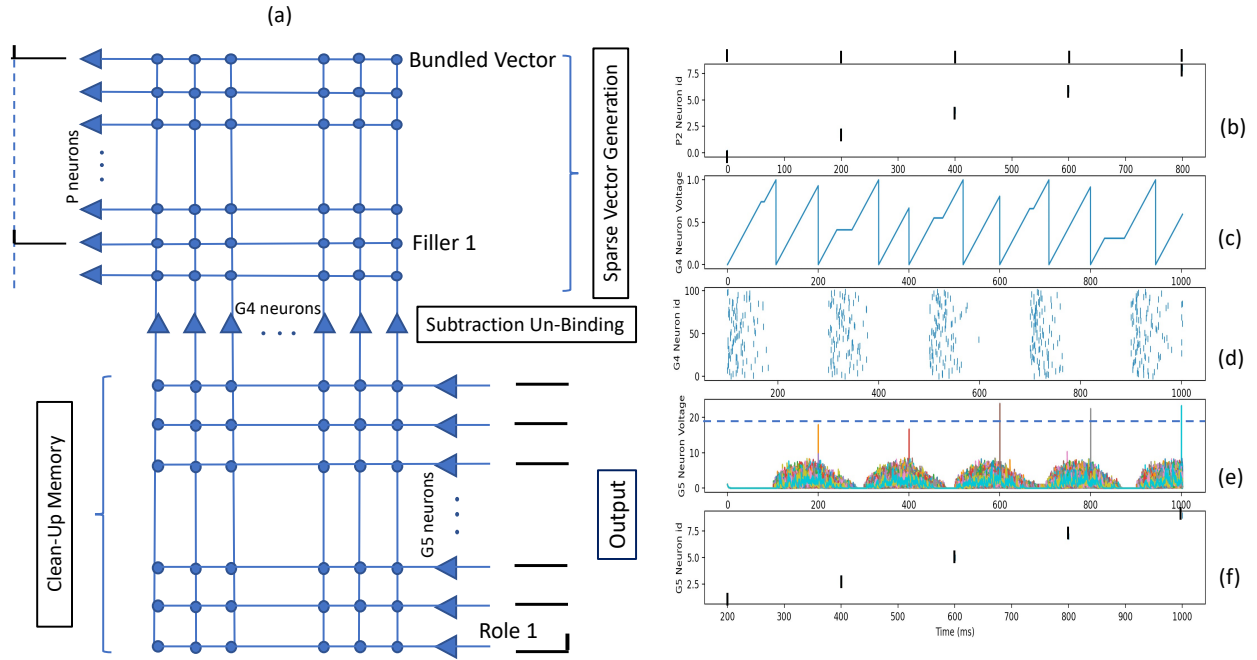 (a)
Bundled Vector
P neurons
Filler 1
Sparse Vector Generation
G4 neurons
Subtraction Un-Binding
Clean-Up Memory
G5 neurons
Output
Role 1
P2 Neuron id
7.5
5.0
2.5
0.0
0 100 200 300 400 500 600 700 800
(b)
G4 Neuron Voltage
1.0
0.5
0.0
0 200 400 600 800 1000
(c)
G4 Neuron id
100
50
0
200 400 600 800 1000
(d)
G5 Neuron Voltage
20
10
0
0 200 400 600 800 1000
(e)
G5 Neuron id
7.5
5.0
2.5
200 300 400 500 600 700 800 900 1000
Time (ms)
(f)